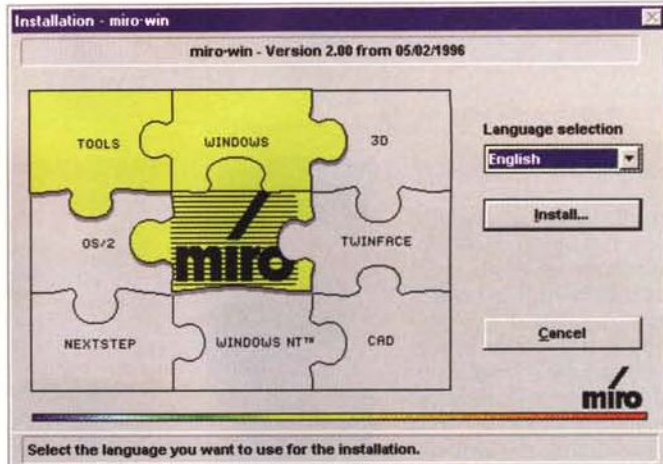 Installation - miro·win
miro·win - Version 2.00 from 05/02/1996
TOOLS
WINDOWS
3D
Language selection
English
Install...
OS/2
miro
TWINFACE
NEXTSTEP
WINDOWS NT™
CAD
Cancel
miro
Select the language you want to use for the installation.